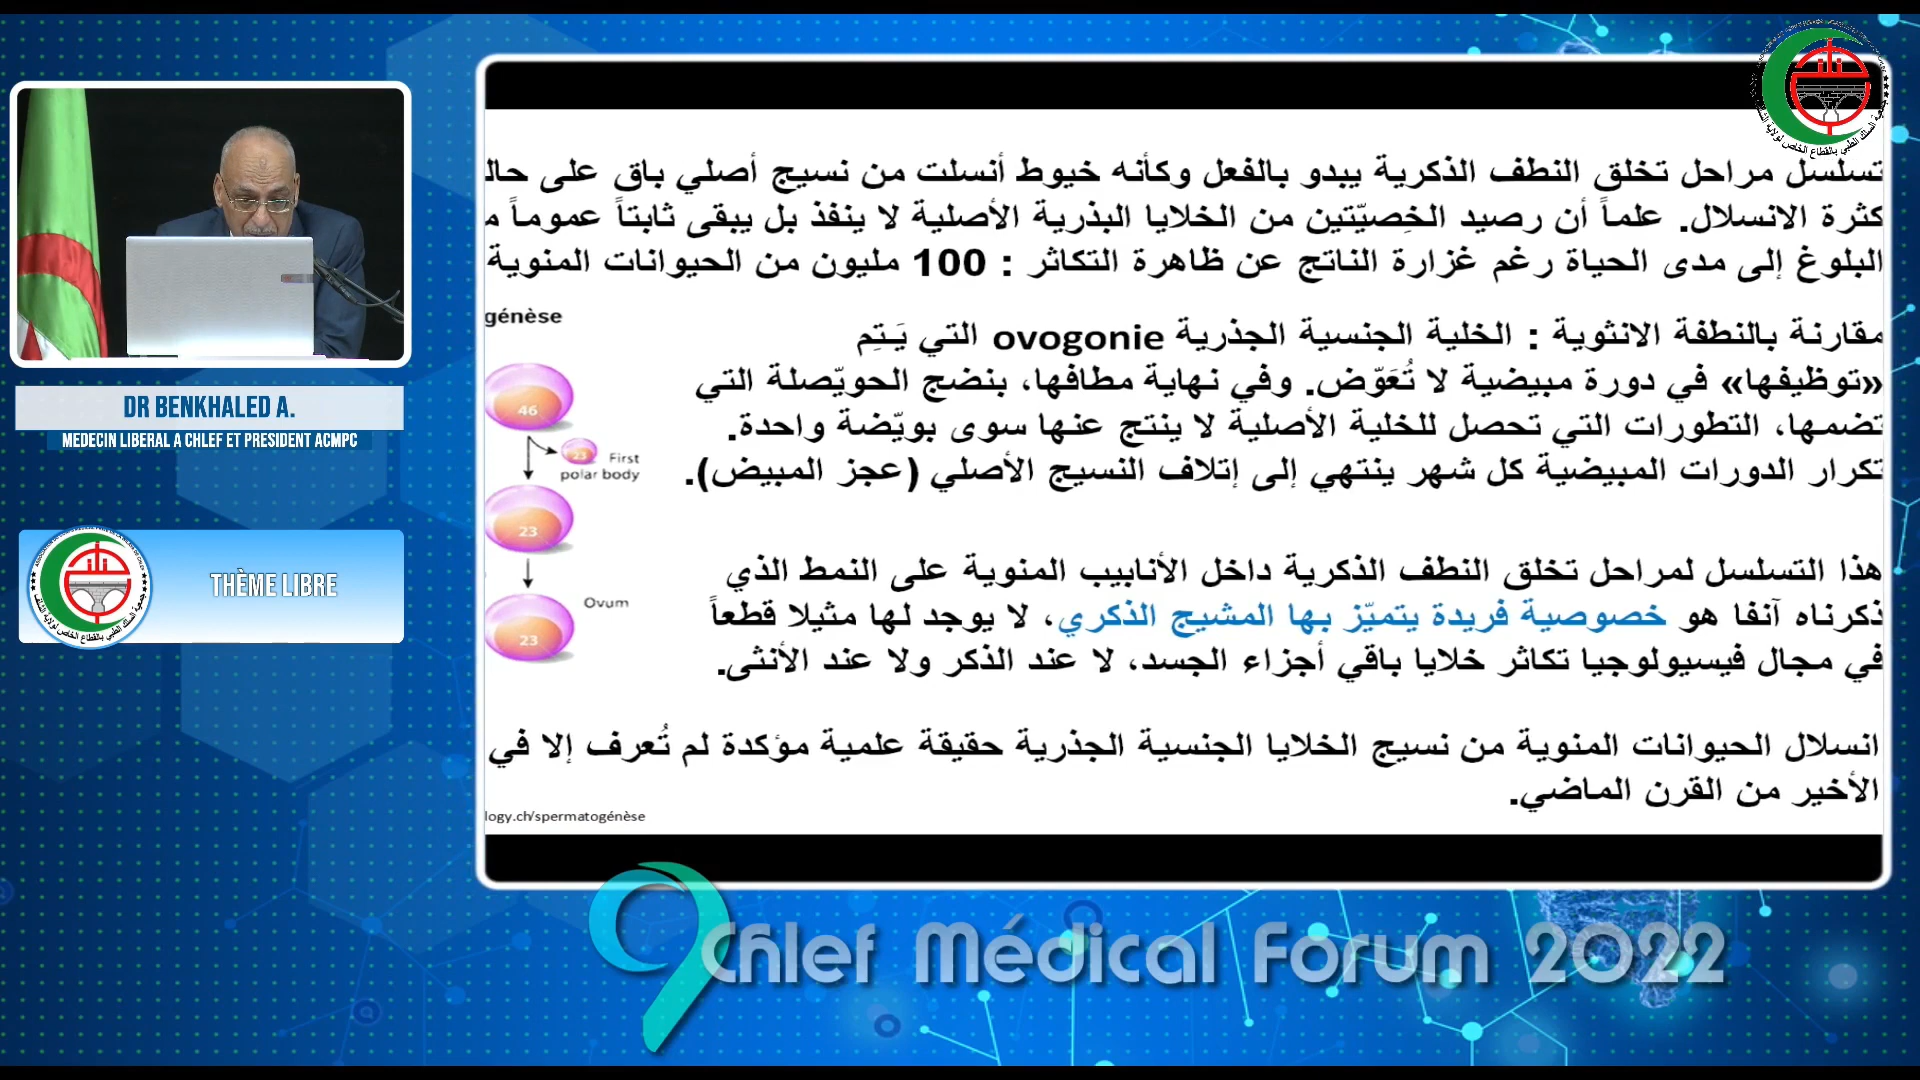 تسلسل مراحل تخلق النطف الذكرية يبدو بالفعل وكأنه خيوط أنسلت من نسيج أصلي باق على حال
كثرة الانسلال. علماً أن رصيد الخِصيّتين من الخلايا البذرية الأصلية لا ينفذ بل يبقى ثابتاً عموماً م
البلوغ إلى مدى الحياة رغم غزارة الناتج عن ظاهرة التكاثر : 100 مليون من الحيوانات المنوية
génèse
مقارنة بالنطفة الانثوية : الخلية الجنسية الجذرية ovogonie التي يَـتِم
«توظيفها» في دورة مبيضية لا تُعَوّض. وفي نهاية مطافها، بنضج الحويّصلة التي
تضمها، التطورات التي تحصل للخلية الأصلية لا ينتج عنها سوى بويّضة واحدة.
تكرار الدورات المبيضية كل شهر ينتهي إلى إتلاف النسيج الأصلي (عجز المبيض).
46
23 First
polar body
23
Ovum
23
هذا التسلسل لمراحل تخلق النطف الذكرية داخل الأنابيب المنوية على النمط الذي
ذكرناه آنفا هو خصوصية فريدة يتميّز بها المشيج الذكري، لا يوجد لها مثيلا قطعاً
في مجال فيسيولوجيا تكاثر خلايا باقي أجزاء الجسد، لا عند الذكر ولا عند الأنثى.
انسلال الحيوانات المنوية من نسيج الخلايا الجنسية الجذرية حقيقة علمية مؤكدة لم تُعرف إلا في
الأخير من القرن الماضي.
logy.ch/spermatogénèse
DR BENKHALED A.
MEDECIN LIBERAL A CHLEF ET PRESIDENT ACMPC
THÈME LIBRE
9 Chlef Médical Forum 2022